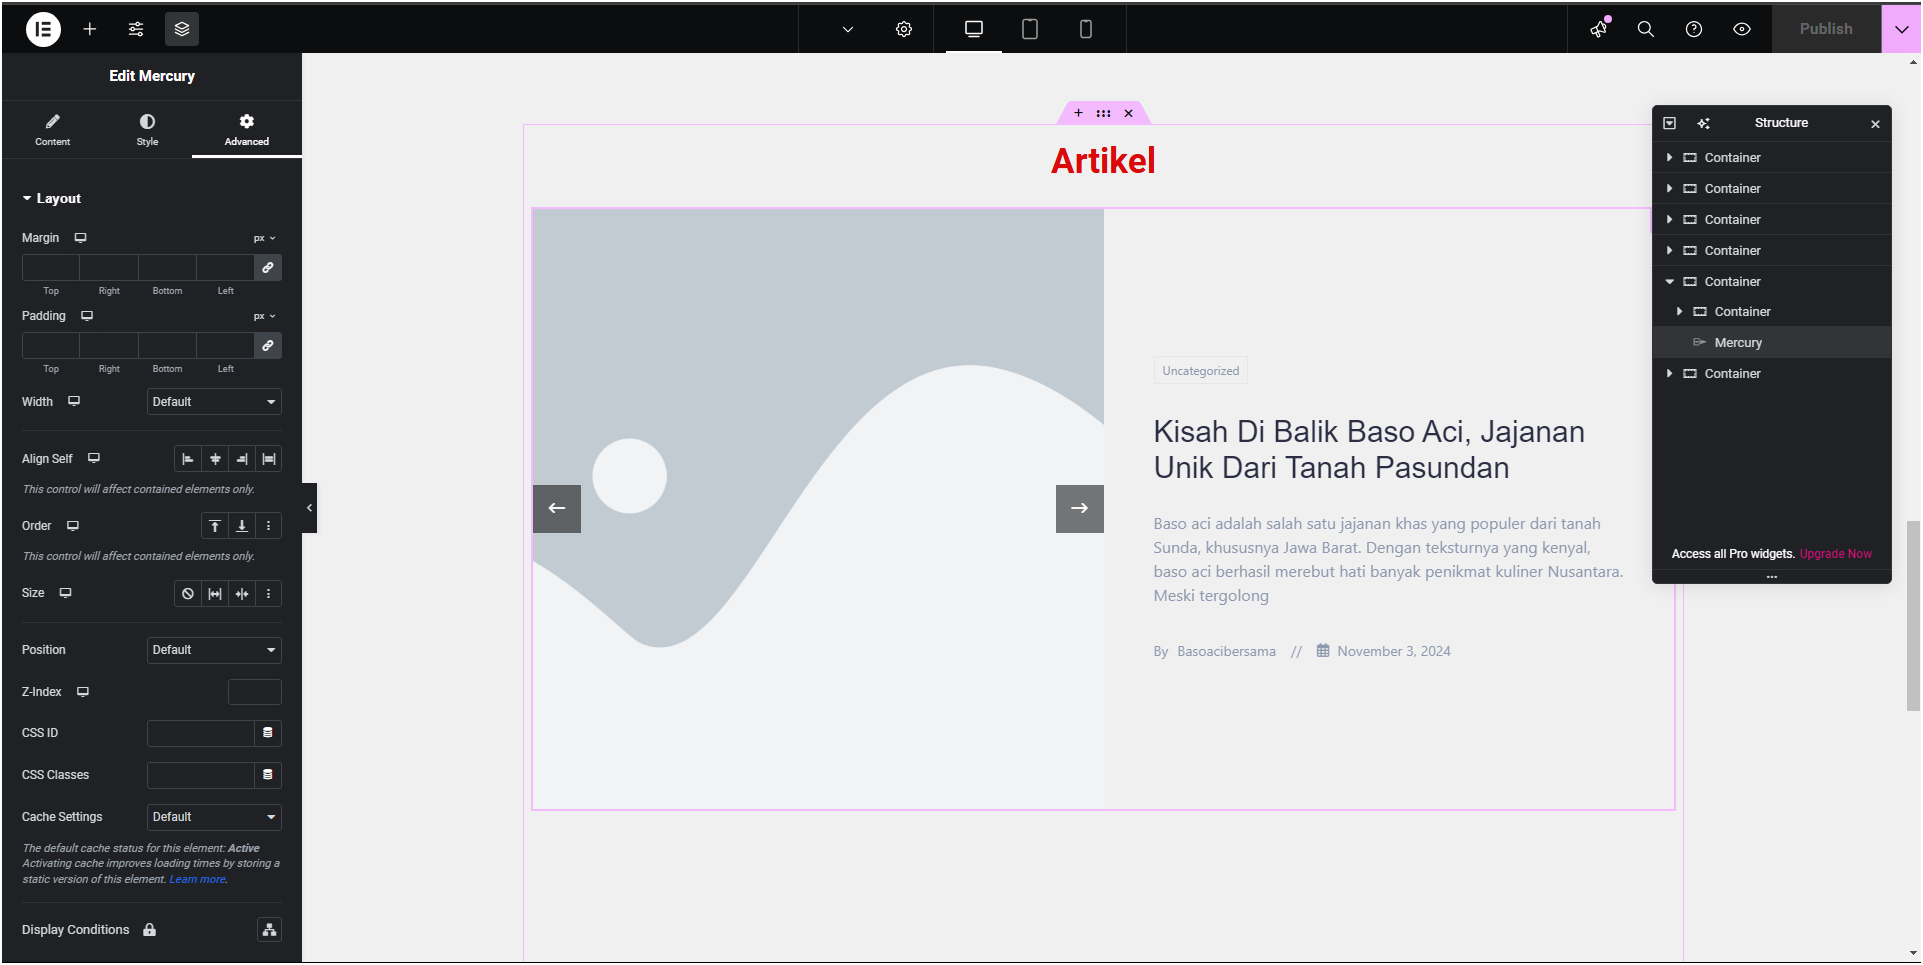 Publish
Edit Mercury
Content
Style
Advanced
Layout
Margin
px
Top
Right
Bottom
Left
Padding
px
Top
Right
Bottom
Left
Width
Default
Align Self
This control will affect contained elements only.
Order
This control will affect contained elements only.
Size
Position
Default
Z-Index
CSS ID
CSS Classes
Cache Settings
Default
The default cache status for this element: Active
Activating cache improves loading times by storing a
static version of this element. Learn more.
Display Conditions
Artikel
Uncategorized
Kisah Di Balik Baso Aci, Jajanan
Unik Dari Tanah Pasundan
Baso aci adalah salah satu jajanan khas yang populer dari tanah
Sunda, khususnya Jawa Barat. Dengan teksturnya yang kenyal,
baso aci berhasil merebut hati banyak penikmat kuliner Nusantara.
Meski tergolong
By Basoacibersama // November 3, 2024
Structure
Container
Container
Container
Container
Container
Container
Mercury
Container
Access all Pro widgets. Upgrade Now